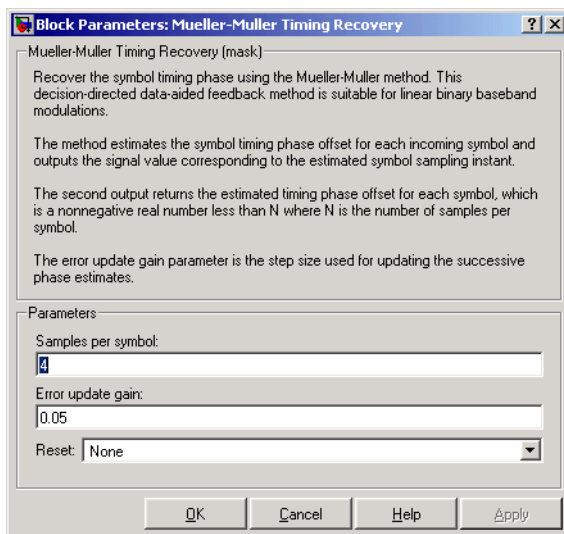 Block Parameters: Mueller-Muller Timing Recovery
Mueller-Muller Timing Recovery (mask)
Recover the symbol timing phase using the Mueller-Muller method. This
decision-directed data-aided feedback method is suitable for linear binary baseband
modulations.
The method estimates the symbol timing phase offset for each incoming symbol and
outputs the signal value corresponding to the estimated symbol sampling instant.
The second output returns the estimated timing phase offset for each symbol, which
is a nonnegative real number less than N where N is the number of samples per
symbol.
The error update gain parameter is the step size used for updating the successive
phase estimates.
Parameters
Samples per symbol:
4
Error update gain:
0.05
Reset: None
OK Cancel Help Apply